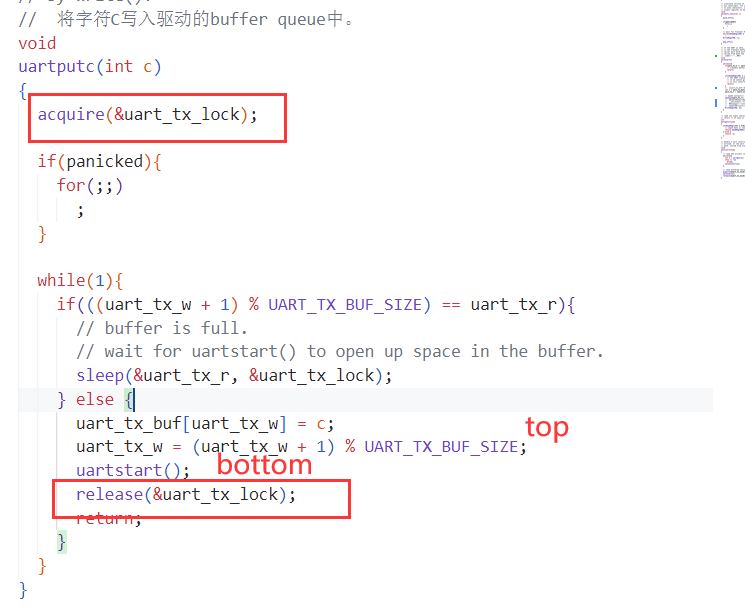 //  将字符C写入驱动的buffer queue中。
void
uartputc(int c)
{
acquire(&uart_tx_lock);
if(panicked){
for(;;)
;
}
while(1){
if(((uart_tx_w + 1) % UART_TX_BUF_SIZE) == uart_tx_r){
// buffer is full.
// wait for uartstart() to open up space in the buffer.
sleep(&uart_tx_r, &uart_tx_lock);
} else {
uart_tx_buf[uart_tx_w] = c;
top
uart_tx_w = (uart_tx_w + 1) % UART_TX_BUF_SIZE;
uartstart();
bottom
release(&uart_tx_lock);
return;
}
}
}